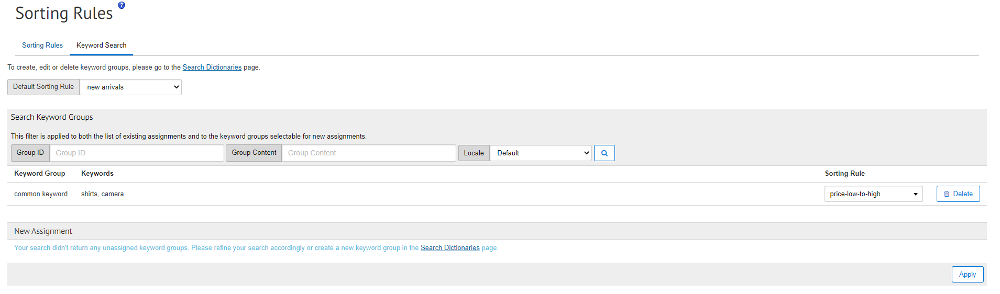 Sorting Rules ?
Sorting Rules Keyword Search
To create, edit or delete keyword groups, please go to the Search Dictionaries page.
Default Sorting Rule new arrivals
Search Keyword Groups
This filter is applied to both the list of existing assignments and to the keyword groups selectable for new assignments.
Group ID Group ID Group Content Group Content Locale Default
Keyword Group Keywords Sorting Rule
common keyword shirts, camera price-low-to-high Delete
New Assignment
Your search didn't return any unassigned keyword groups. Please refine your search accordingly or create a new keyword group in the Search Dictionaries page.
Apply